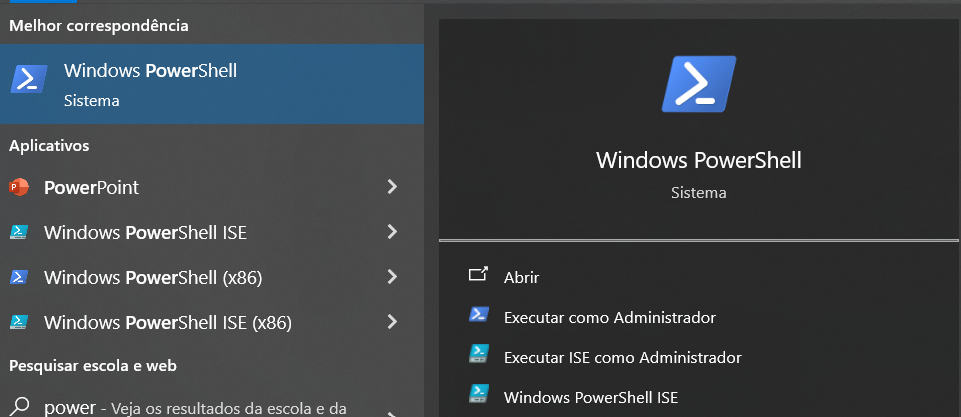 Melhor correspondência
Windows PowerShell
Sistema
Aplicativos
PowerPoint
Windows PowerShell ISE
Windows PowerShell (x86)
Windows PowerShell ISE (x86)
Pesquisar escola e web
power - Veja os resultados da escola e da
Windows PowerShell
Sistema
Abrir
Executar como Administrador
Executar ISE como Administrador
Windows PowerShell ISE